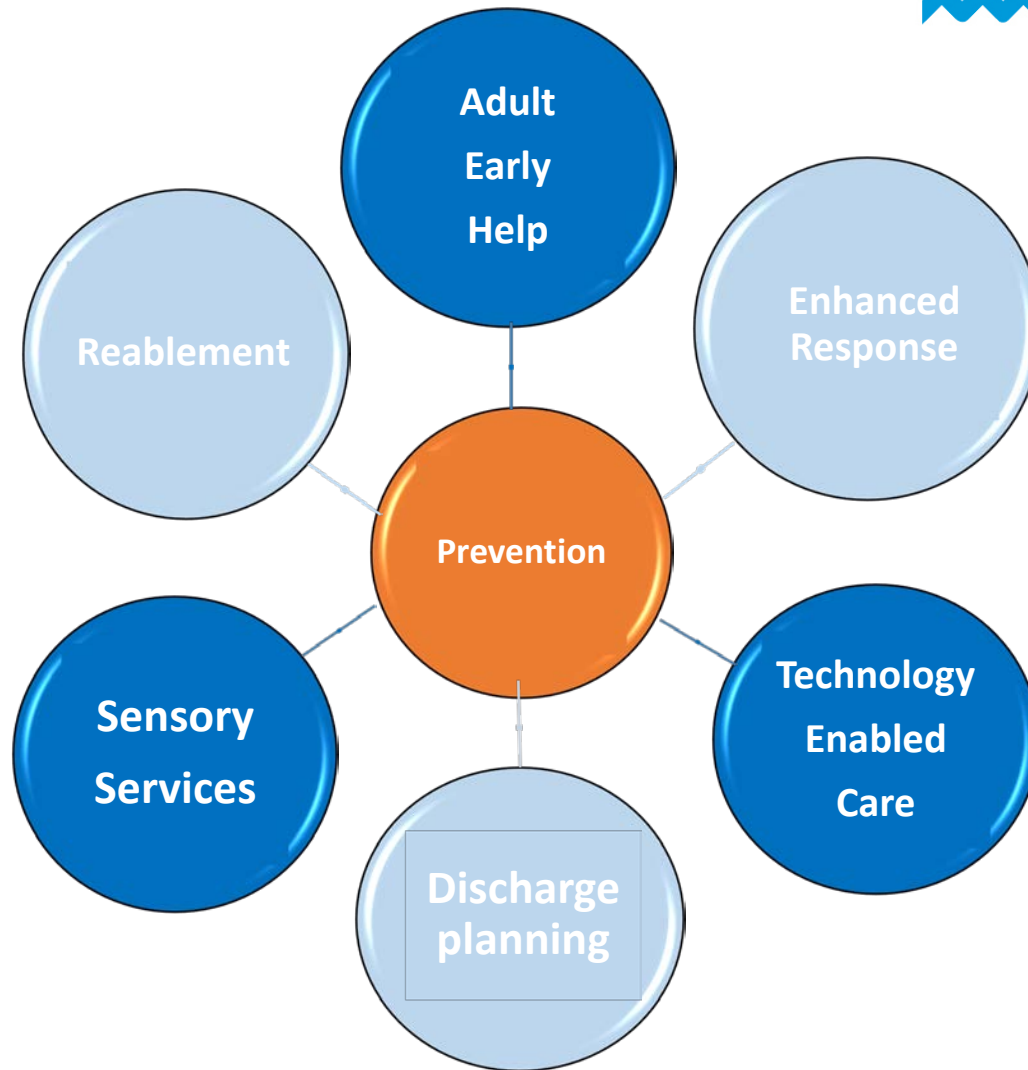 Adult
Early
Help
Enhanced
Response
Reablement
Prevention
Technology
Enabled
Care
Sensory
Services
Discharge
planning